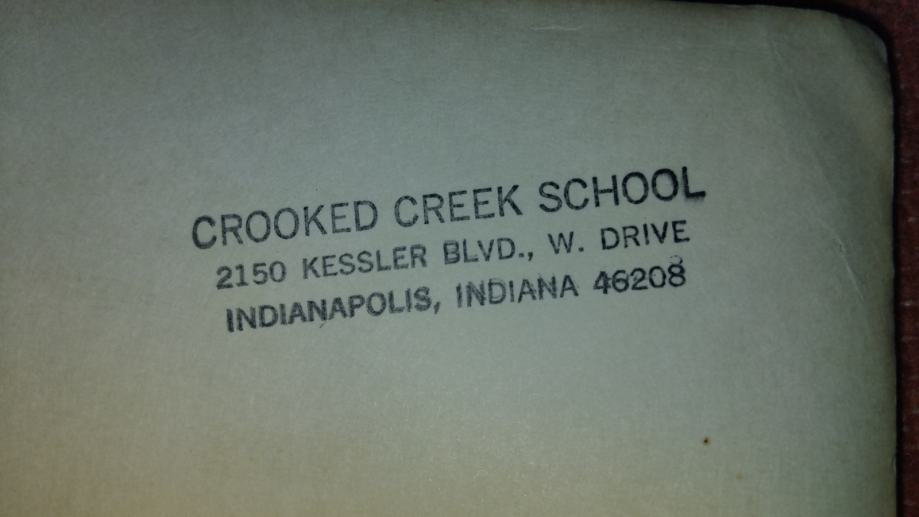 CROOKED CREEK SCHOOL
2150 KESSLER BLVD., W. DRIVE
INDIANAPOLIS, INDIANA 46208